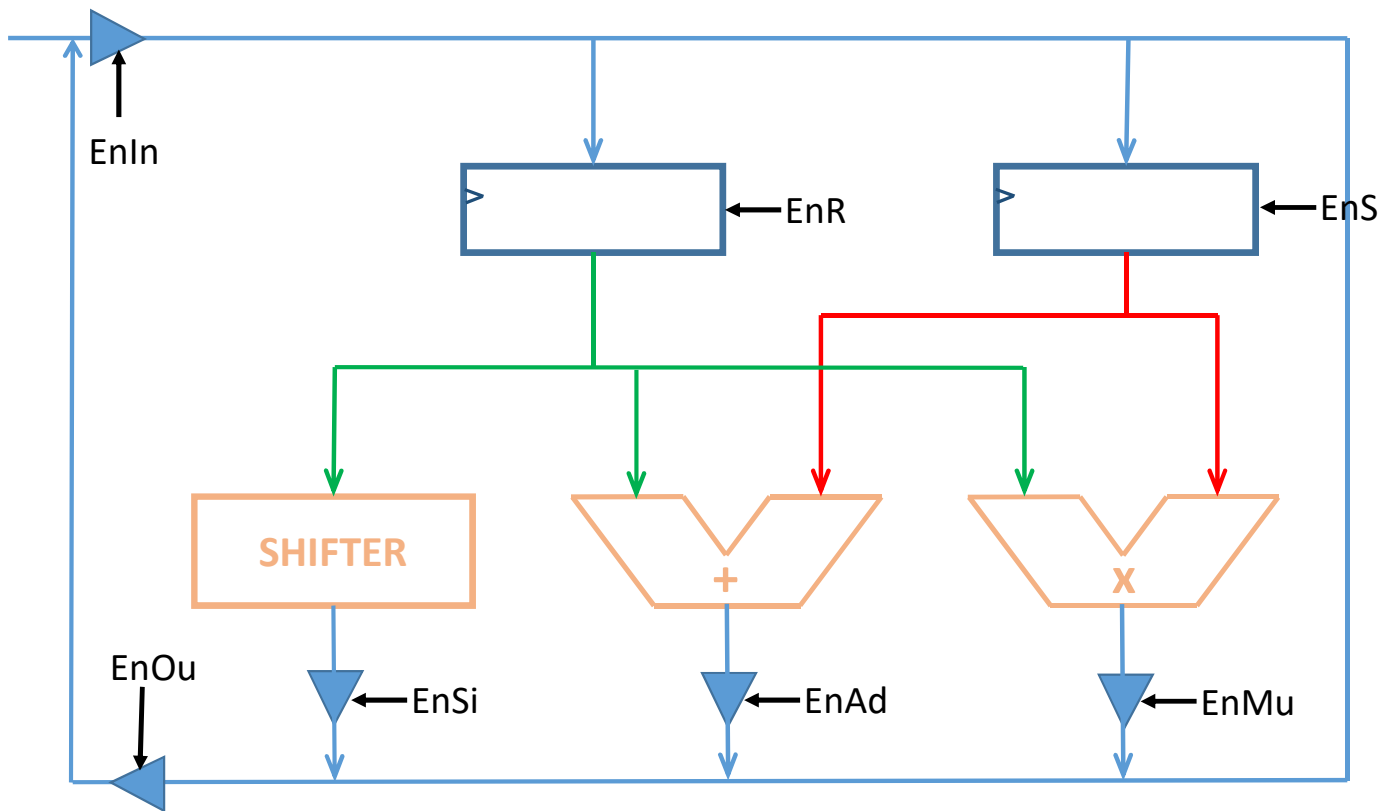 EnIn
>
EnR
>
EnS
SHIFTER
+
x
EnOu
EnSi
EnAd
EnMu